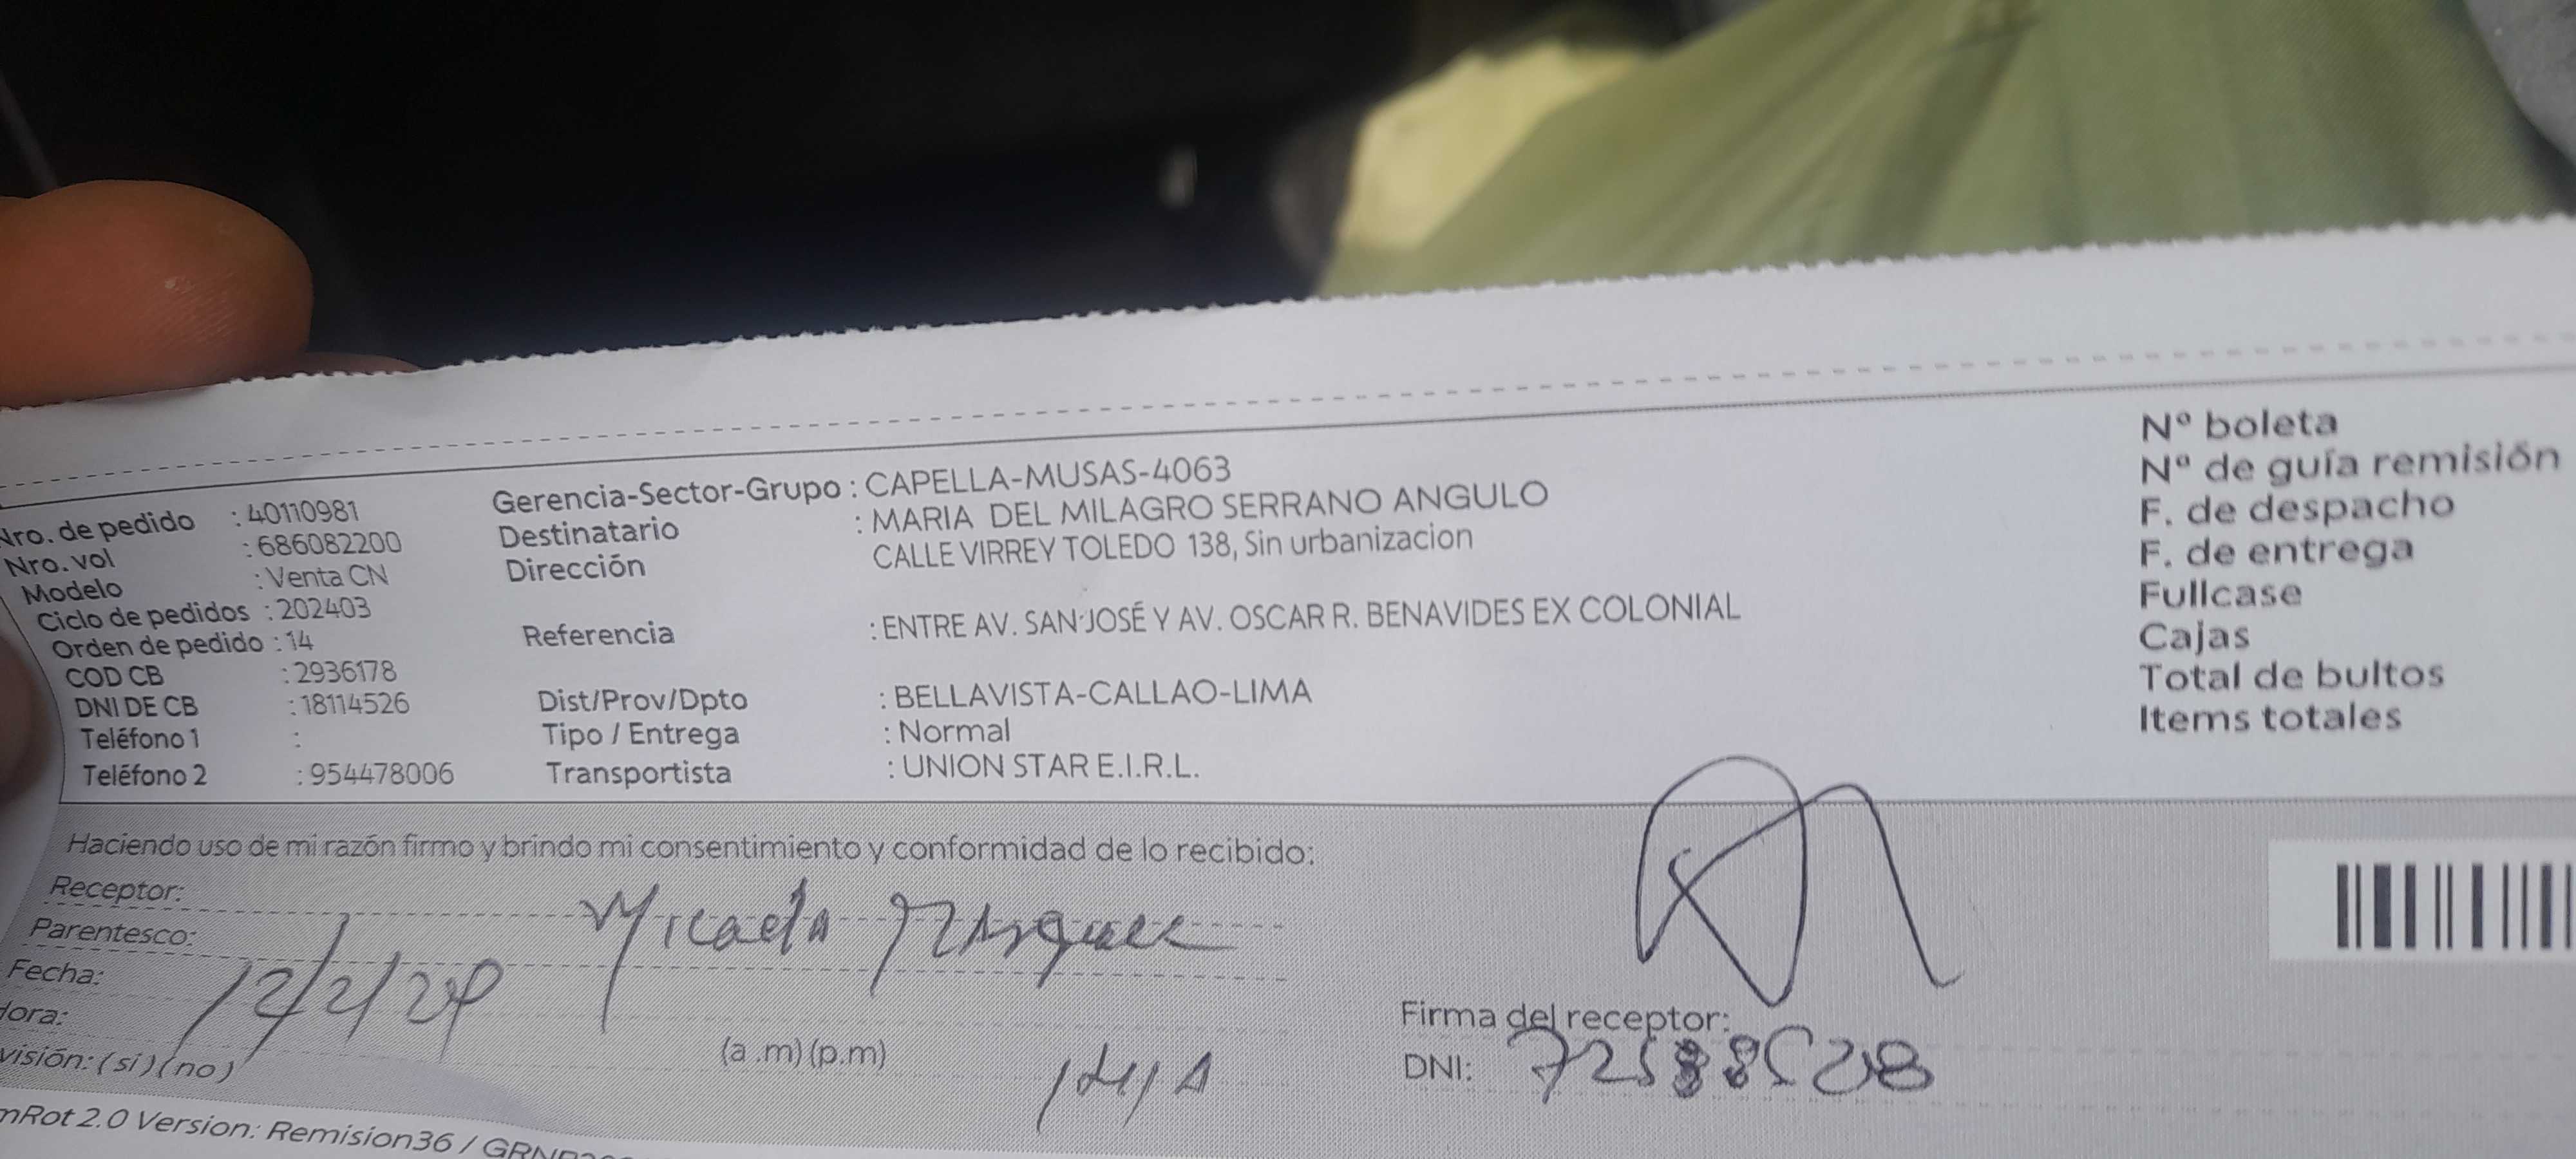 Nro. de pedido : 40110981
Nro. vol : 686082200
Modelo : Venta CN
Ciclo de pedidos : 202403
Orden de pedido : 14
COD CB : 2936178
DNI DE CB : 18114526
Teléfono 1 :
Teléfono 2 : 954478006
Gerencia-Sector-Grupo : CAPELLA-MUSAS-4063
Destinatario : MARIA DEL MILAGRO SERRANO ANGULO
Dirección CALLE VIRREY TOLEDO 138, Sin urbanizacion
Referencia : ENTRE AV. SAN JOSÉ Y AV. OSCAR R. BENAVIDES EX COLONIAL
Dist/Prov/Dpto : BELLAVISTA-CALLAO-LIMA
Tipo / Entrega : Normal
Transportista : UNION STAR E.I.R.L.
Nº boleta
Nº de guía remisión
F. de despacho
F. de entrega
Fullcase
Cajas
Total de bultos
Items totales
Haciendo uso de mi razón firmo y brindo mi consentimiento y conformidad de lo recibido:
Receptor:
Parentesco:
Fecha: 12/2/24
Hora:
(a .m) (p.m)
visión: ( si ) ( no )
Firma del receptor:
DNI:
mRot 2.0 Version: Remision36 /